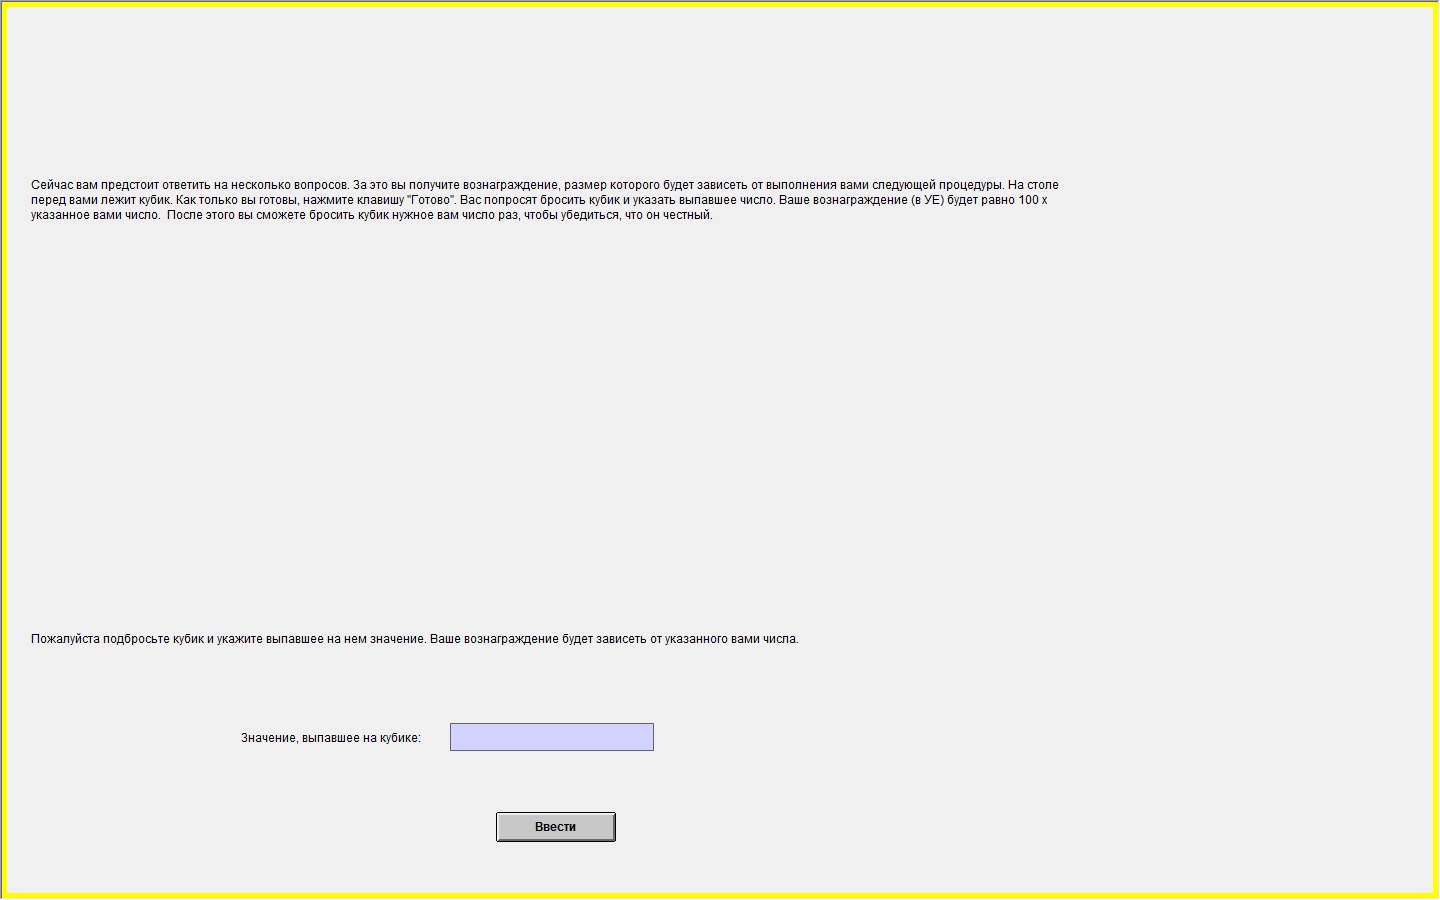 Сейчас вам предстоит ответить на несколько вопросов. За это вы получите вознаграждение, размер которого будет зависеть от выполнения вами следующей процедуры. На столе
перед вами лежит кубик. Как только вы готовы, нажмите клавишу "Готово". Вас попросят бросить кубик и указать выпавшее число. Ваше вознаграждение (в УЕ) будет равно 100 х
указанное вами число.  После этого вы сможете бросить кубик нужное вам число раз, чтобы убедиться, что он честный.
Пожалуйста подбросьте кубик и укажите выпавшее на нем значение. Ваше вознаграждение будет зависеть от указанного вами числа.
Значение, выпавшее на кубике:
Ввести